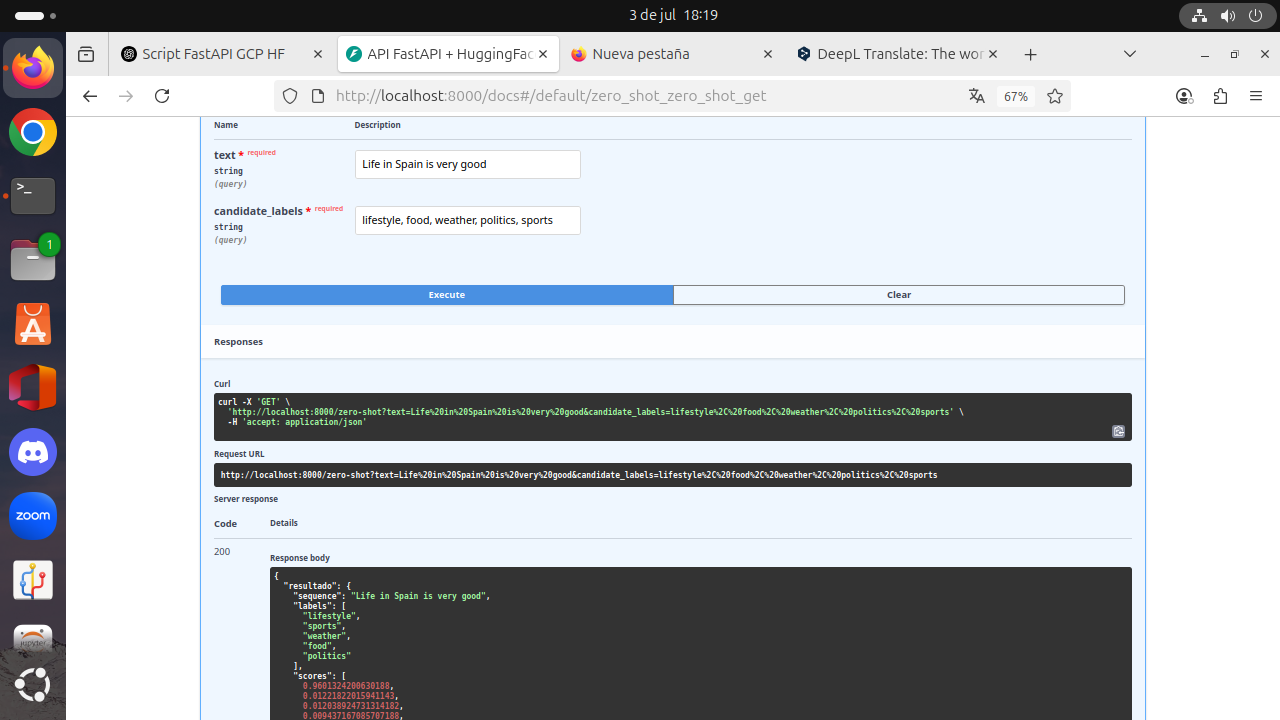 3 de jul 18:19
Script FastAPI GCP HF
API FastAPI + HuggingFac
Nueva pestaña
DeepL Translate: The wor
http://localhost:8000/docs#/default/zero_shot_zero_shot_get
67%
Name Description
text * required
string
(query)
Life in Spain is very good
candidate_labels * required
string
(query)
lifestyle, food, weather, politics, sports
Execute
Clear
Responses
Curl
curl -X 'GET' \
'http://localhost:8000/zero-shot?text=Life%20in%20Spain%20is%20very%20good&candidate_labels=lifestyle%2C%20food%2C%20weather%2C%20politics%2C%20sports' \
-H 'accept: application/json'
Request URL
http://localhost:8000/zero-shot?text=Life%20in%20Spain%20is%20very%20good&candidate_labels=lifestyle%2C%20food%2C%20weather%2C%20politics%2C%20sports
Server response
Code Details
200
Response body
{
"resultado": {
"sequence": "Life in Spain is very good",
"labels": [
"lifestyle",
"sports",
"weather",
"food",
"politics"
],
"scores": [
0.9601324200630188,
0.01221822015941143,
0.012038924731314182,
0.009437167085707188,
>_
1
zoom
jupyter